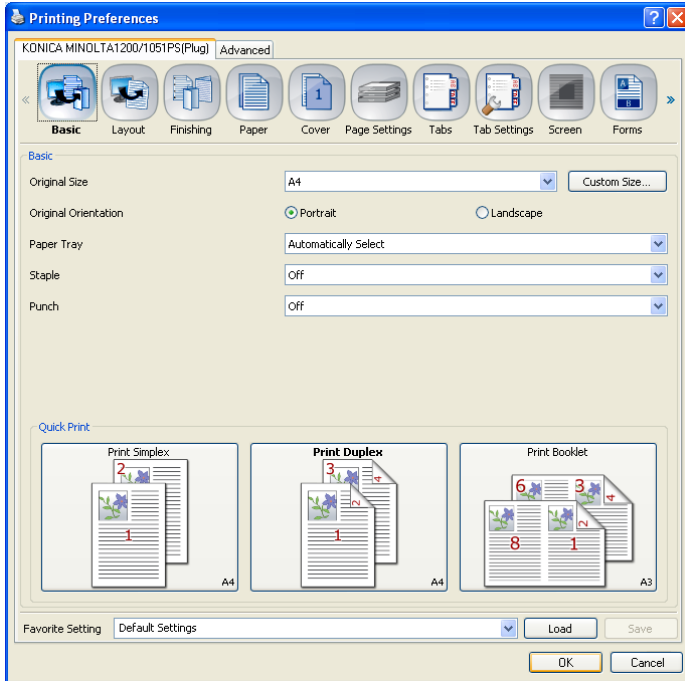 Printing Preferences
KONICA MINOLTA1200/1051PS(Plug) Advanced
1 A B
Basic Layout Finishing Paper Cover Page Settings Tabs Tab Settings Screen Forms
Basic
Original Size A4 Custom Size...
Original Orientation Portrait Landscape
Paper Tray Automatically Select
Staple Off
Punch Off
Quick Print
Print Simplex Print Duplex Print Booklet
2 3 4 6 3 4
1 2 1 8 1 2
A4 A4 A3
Favorite Setting Default Settings Load Save
OK Cancel